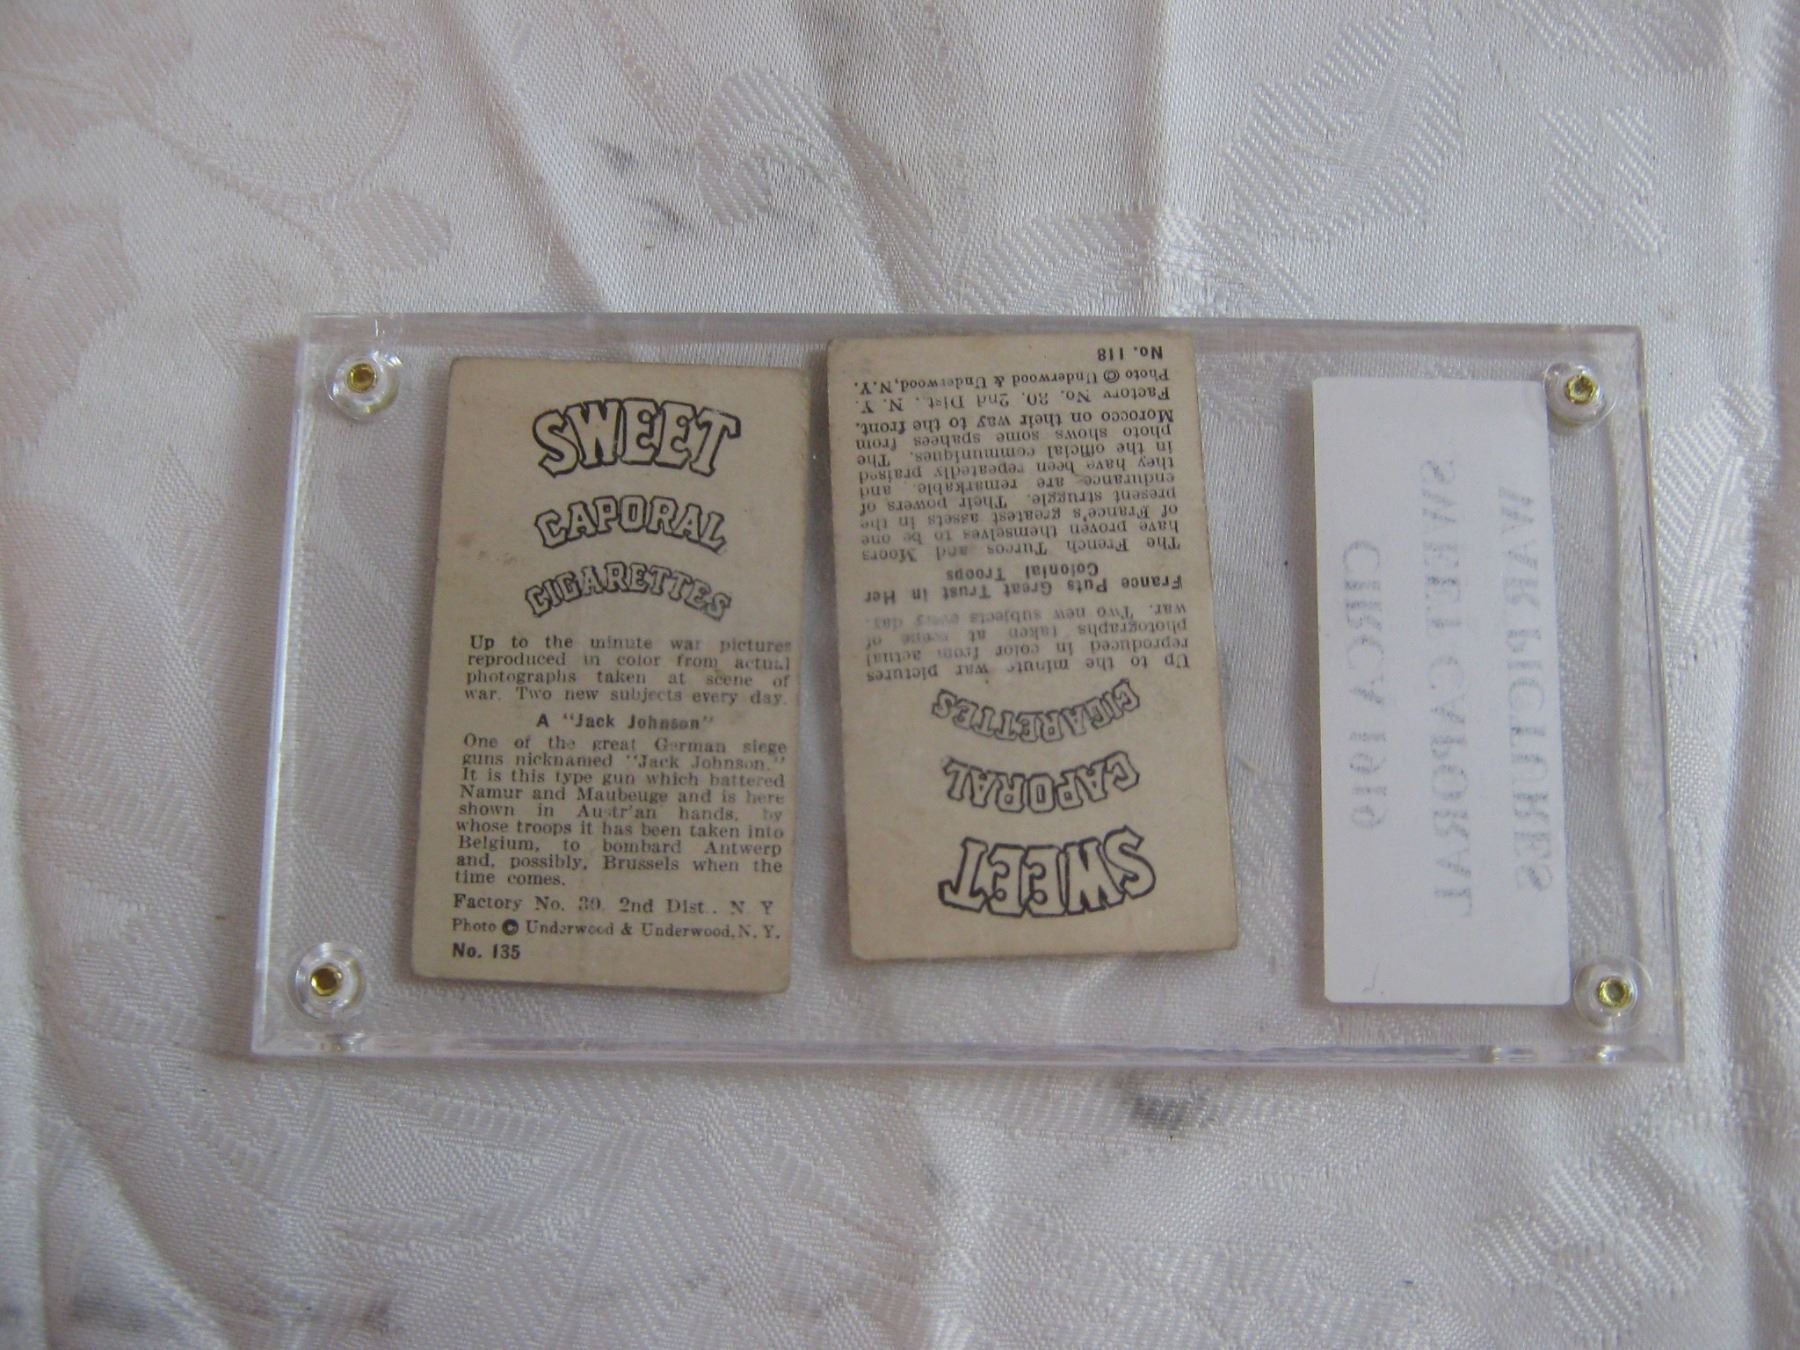 SWEET
CAPORAL
CIGARETTES
Up to the minute war pictures
reproduced in color from actual
photographs taken at scene of
war. Two new subjects every day.
A "Jack Johnson"
One of the great German siege
guns nicknamed "Jack Johnson."
It is this type gun which battered
Namur and Maubeuge and is here
shown in Austr'an hands, by
whose troops it has been taken into
Belgium, to bombard Antwerp
and, possibly, Brussels when the
time comes.
Factory No. 30, 2nd Dist., N. Y
Photo © Underwood & Underwood, N. Y.
No. 135
SWEET
CAPORAL
CIGARETTES
Up to the minute war pictures
reproduced in color from actual
photographs taken at scene of
war. Two new subjects every day.
France Puts Great Trust in Her
Colonial Troops
The French Turcos and Moors
have proven themselves to be one
of France's greatest assets in the
present struggle. Their powers of
endurance are remarkable, and
they have been repeatedly praised
in the official communiques. The
photo shows some spahees from
Morocco on their way to the front.
Factory No. 30, 2nd Dist., N. Y.
Photo © Underwood & Underwood, N.Y.
No. 118
WAR PICTURES
SWEET CAPORAL
CIRCA 1919